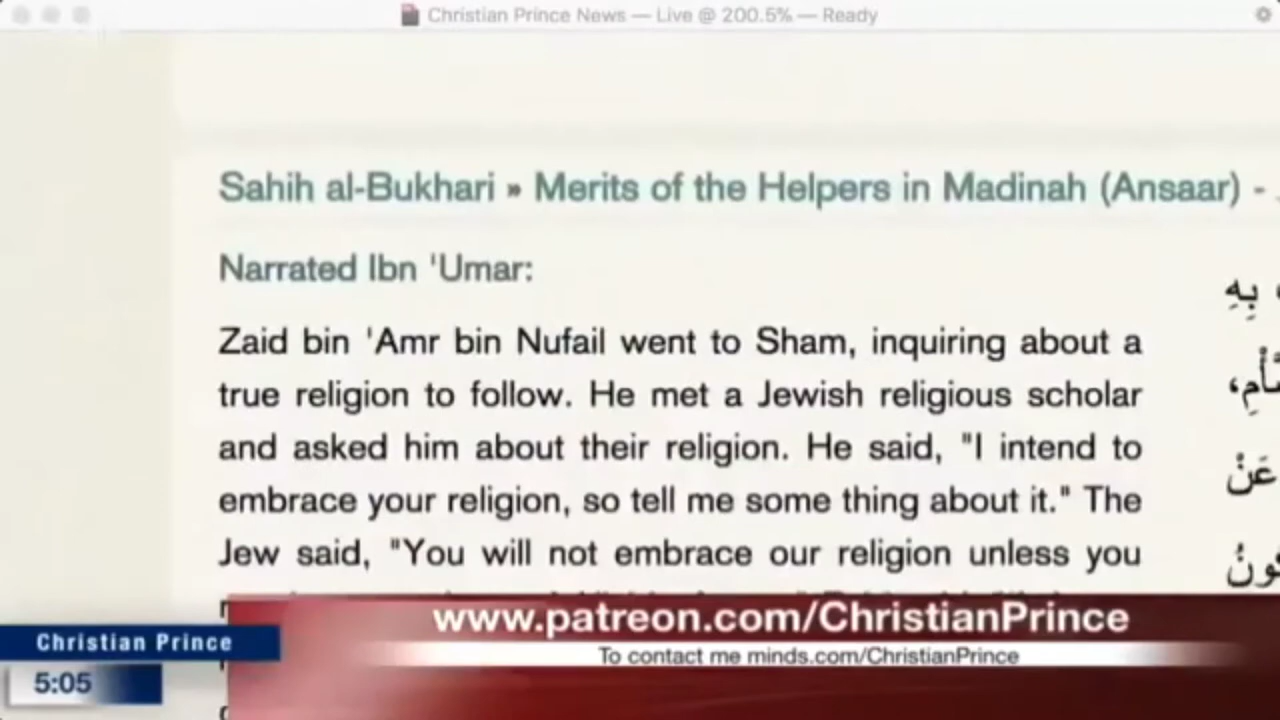 Christian Prince News — Live @ 200.5% — Ready
Sahih al-Bukhari » Merits of the Helpers in Madinah (Ansaar) -
Narrated Ibn 'Umar:
Zaid bin 'Amr bin Nufail went to Sham, inquiring about a
true religion to follow. He met a Jewish religious scholar
and asked him about their religion. He said, "I intend to
embrace your religion, so tell me some thing about it." The
Jew said, "You will not embrace our religion unless you
بِهِ
عَنْ
www.patreon.com/ChristianPrince
To contact me minds.com/ChristianPrince
Christian Prince
5:05